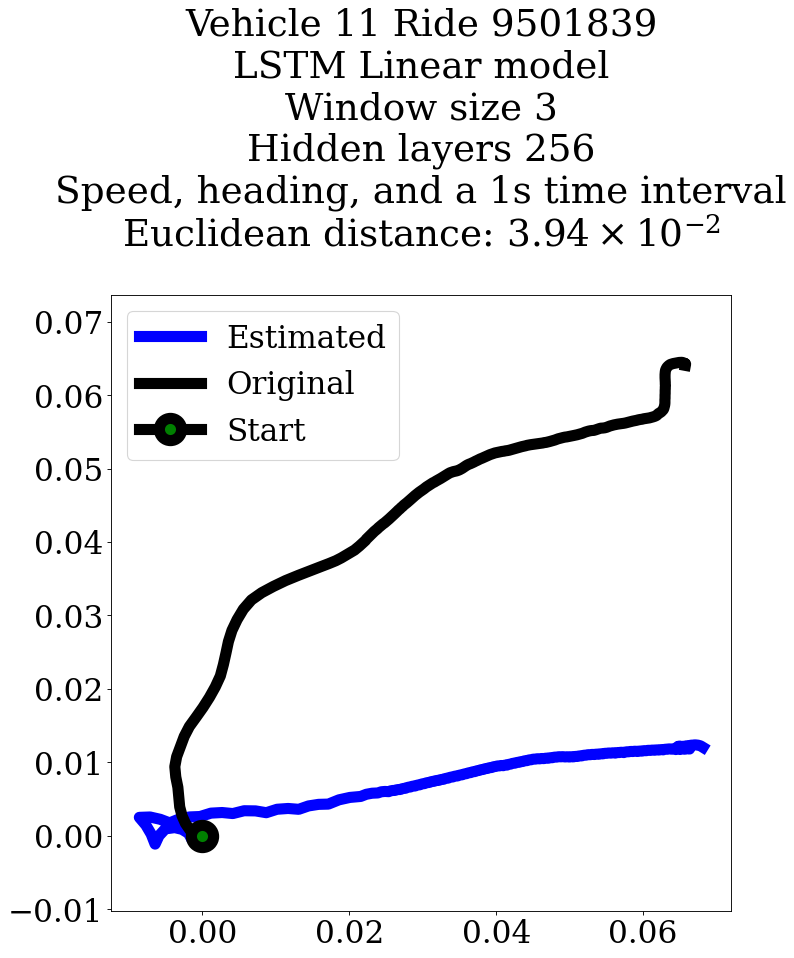 Vehicle 11 Ride 9501839
LSTM Linear model
Window size 3
Hidden layers 256
Speed, heading, and a 1s time interval
Euclidean distance: 3.94 × 10⁻²
Estimated
Original
Start
0.07
0.06
0.05
0.04
0.03
0.02
0.01
0.00
−0.01
0.00 0.02 0.04 0.06